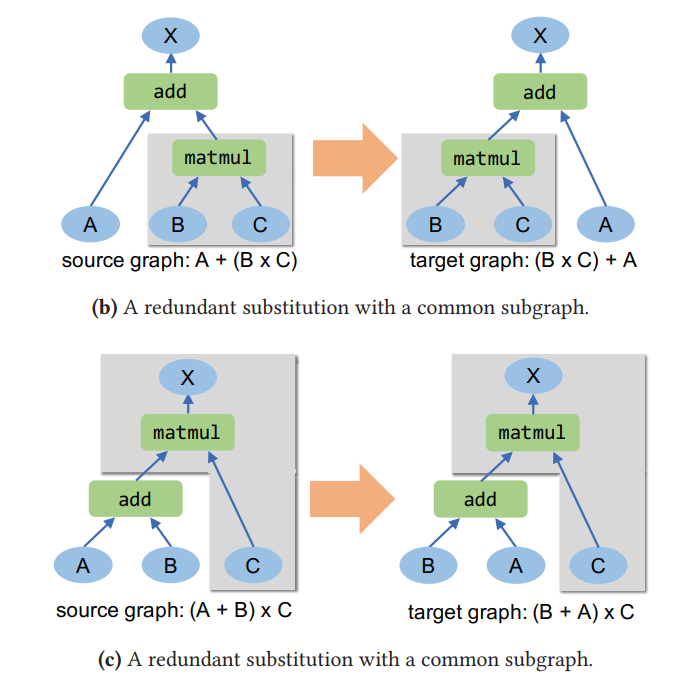 X X
add add
matmul matmul
A B C B C A
source graph: A + (B x C) target graph: (B x C) + A
(b) A redundant substitution with a common subgraph.
X X
matmul matmul
add add
A B C B A C
source graph: (A + B) x C target graph: (B + A) x C
(c) A redundant substitution with a common subgraph.